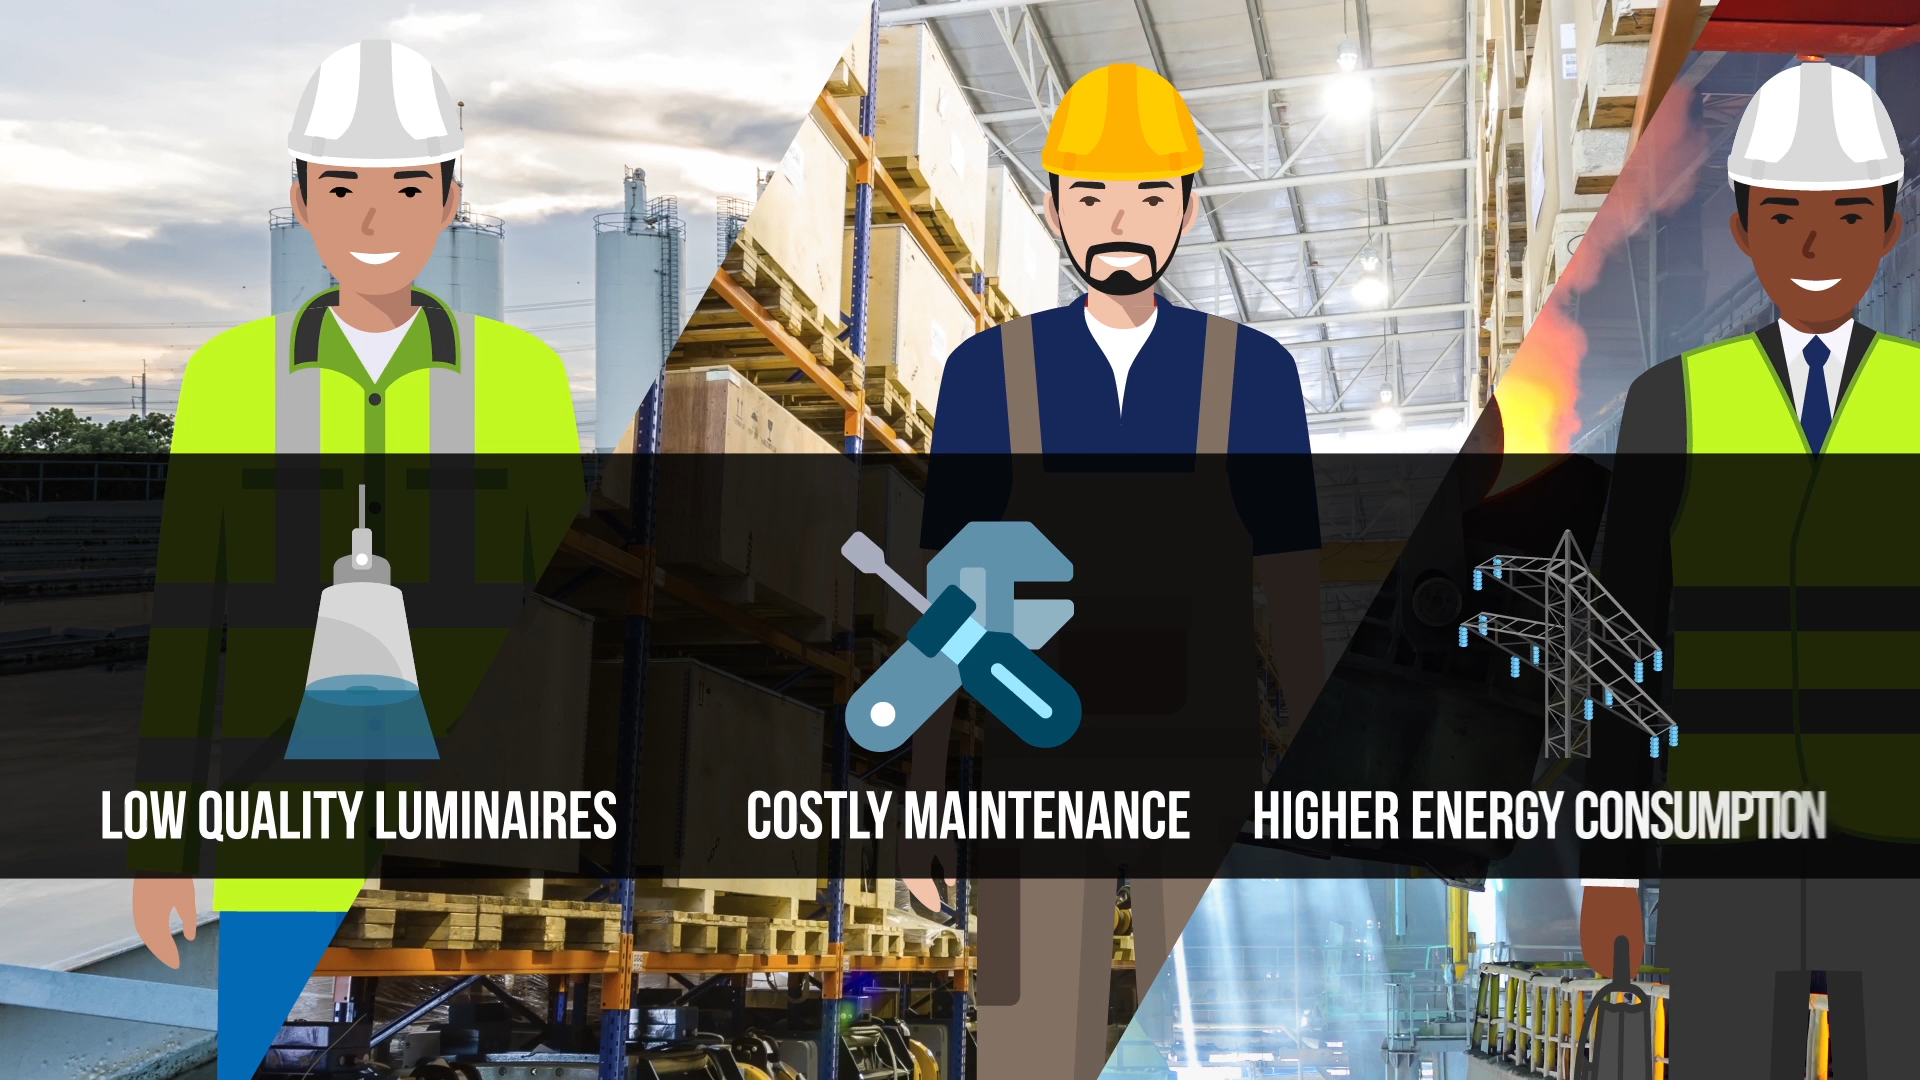 LOW QUALITY LUMINAIRES
COSTLY MAINTENANCE
HIGHER ENERGY CONSUMPTION